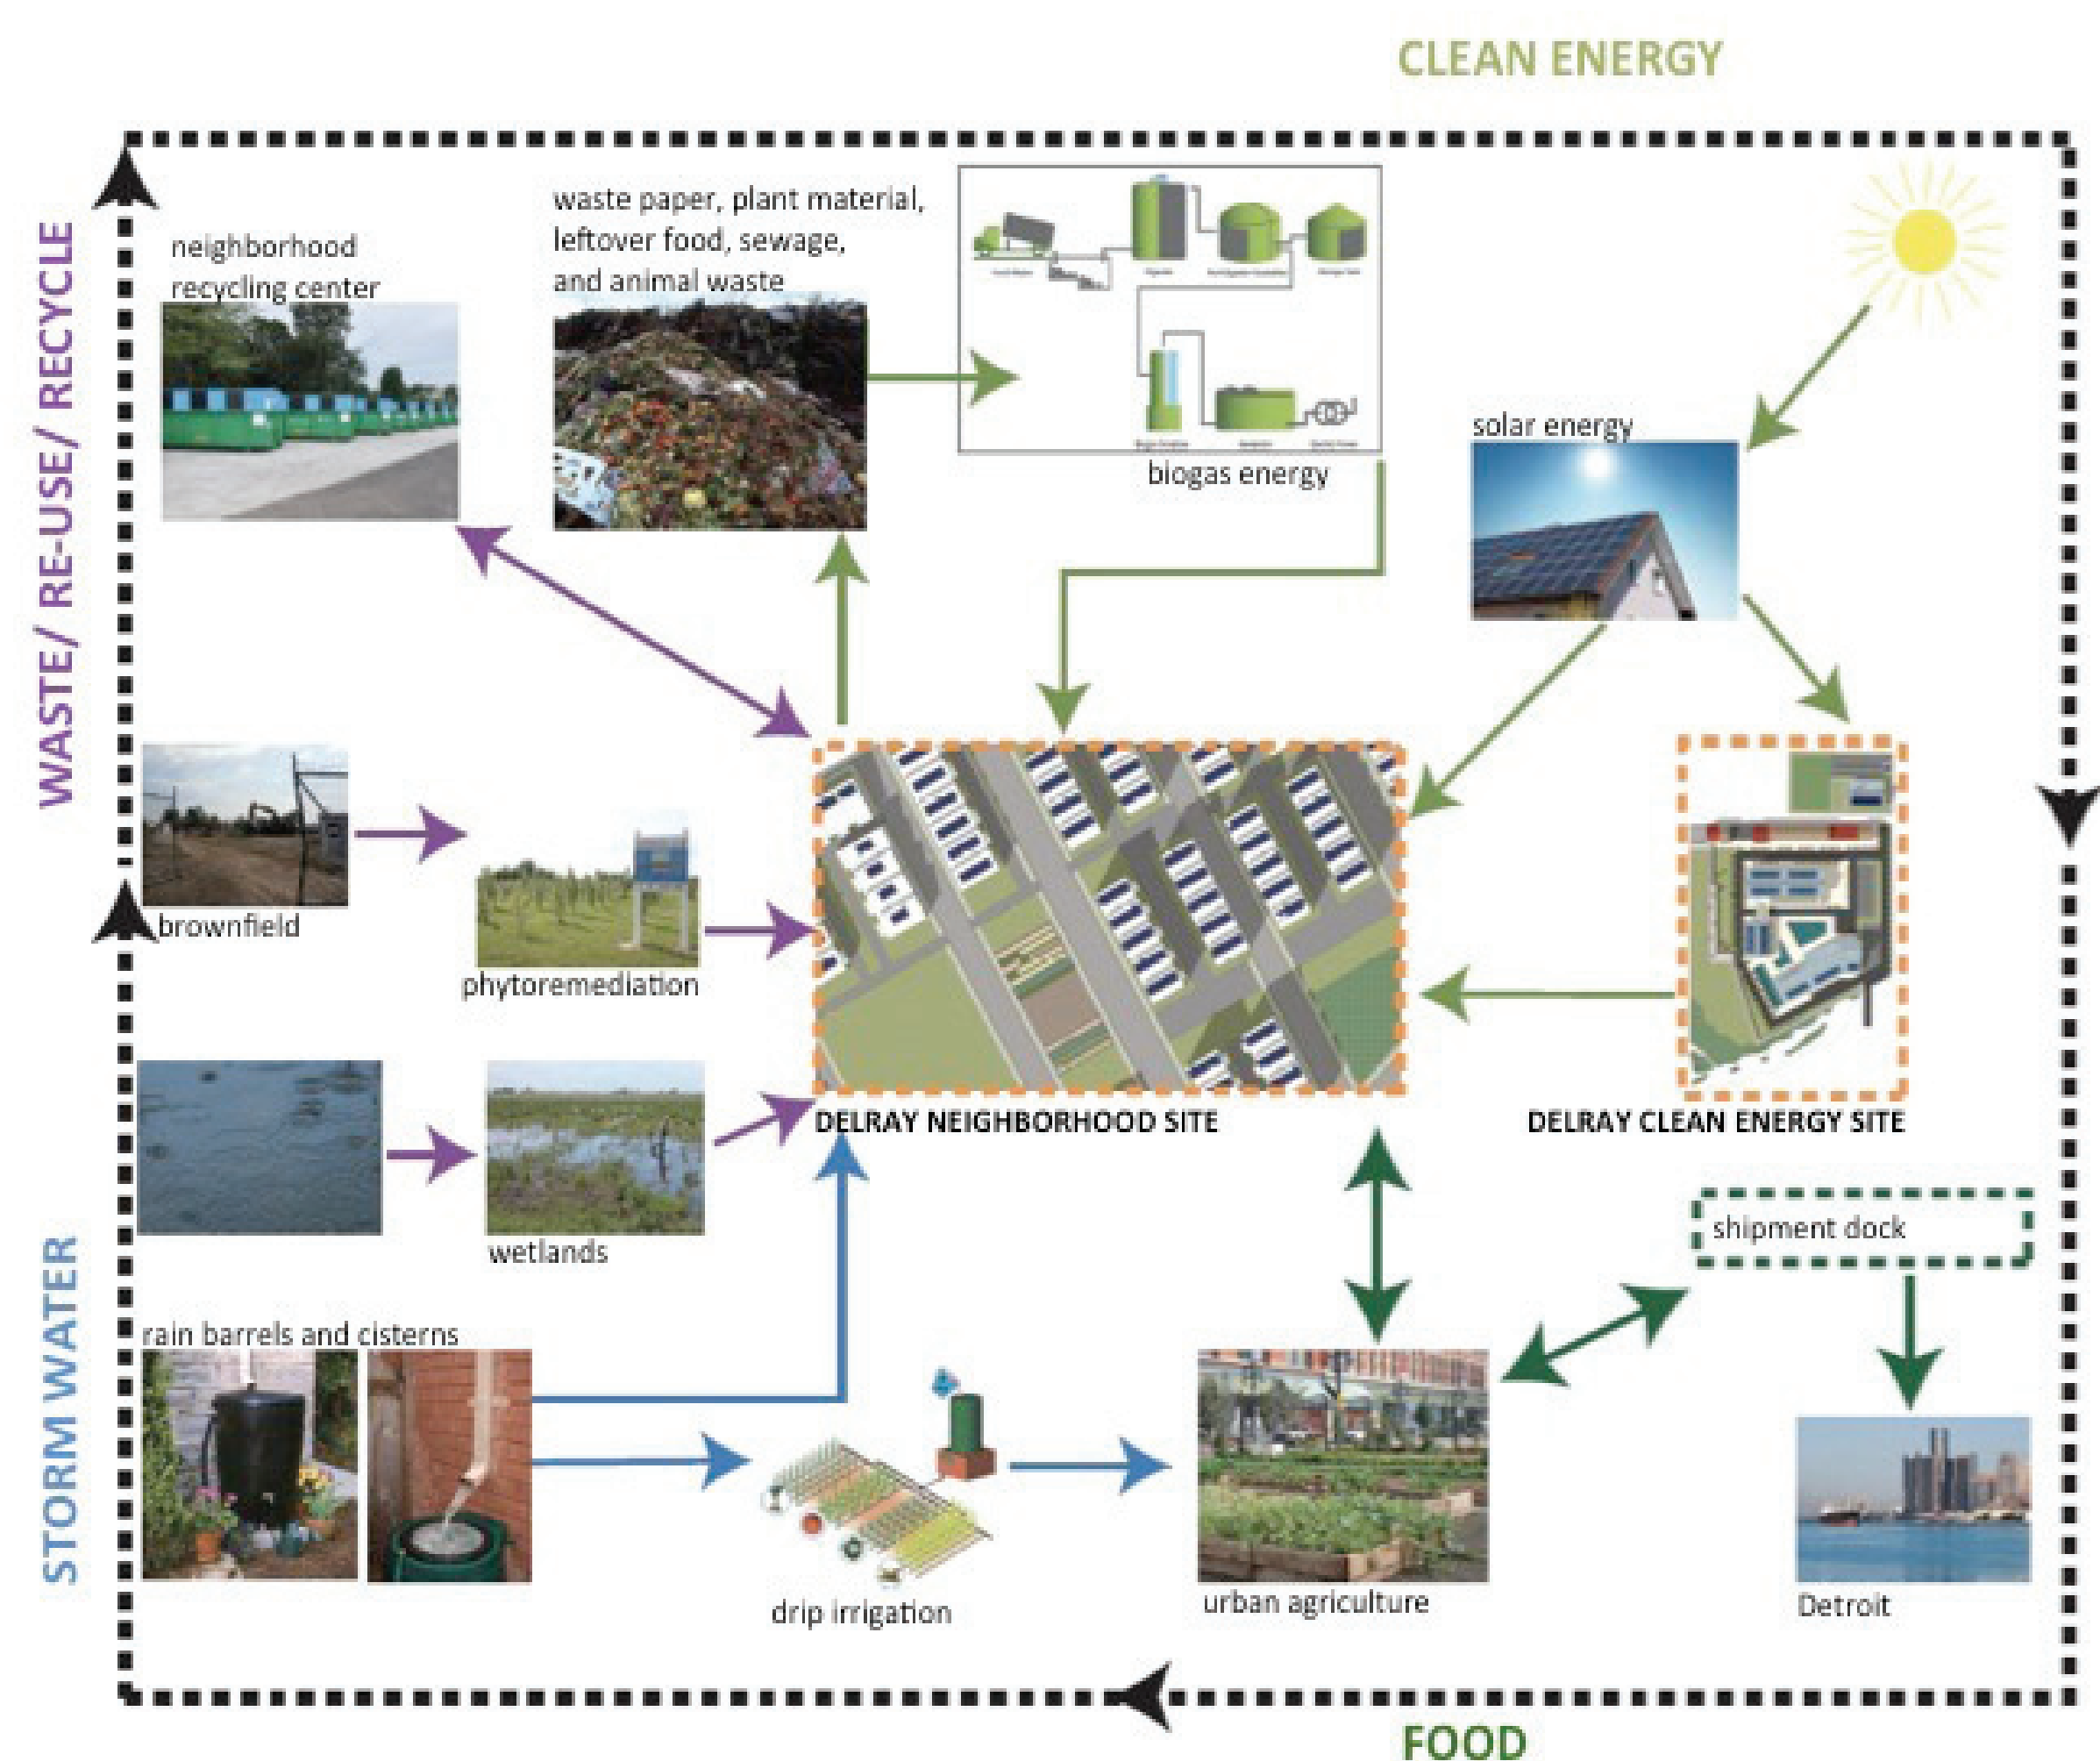 CLEAN ENERGY
WASTE/ RE-USE/ RECYCLE
neighborhood
recycling center
waste paper, plant material,
leftover food, sewage,
and animal waste
biogas energy
solar energy
brownfield
phytoremediation
DELRAY NEIGHBORHOOD SITE
DELRAY CLEAN ENERGY SITE
wetlands
shipment dock
STORM WATER
rain barrels and cisterns
drip irrigation
urban agriculture
Detroit
FOOD